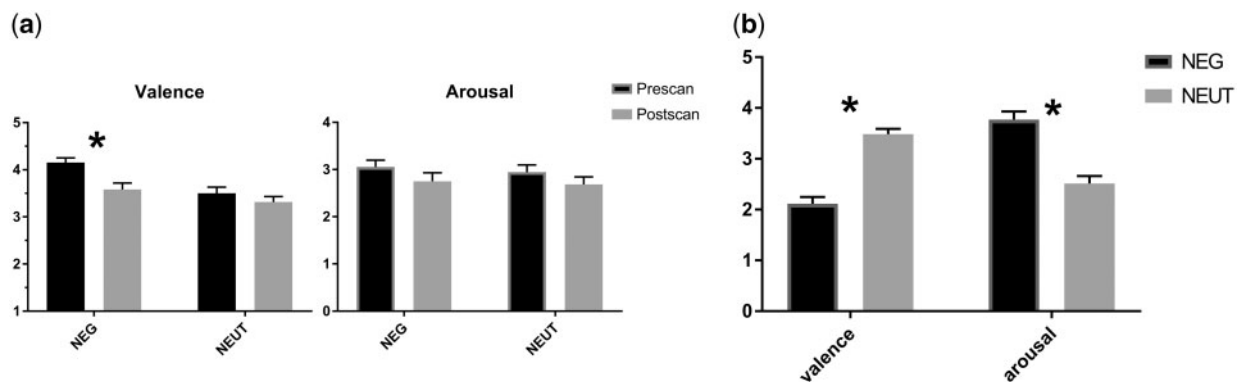 (a)
Valence
5
4
3
2
1
*
NEG
NEUT
Arousal
4
3
2
1
0
NEG
NEUT
Prescan
Postscan
(b)
5
4
3
2
1
0
*
*
valence
arousal
NEG
NEUT